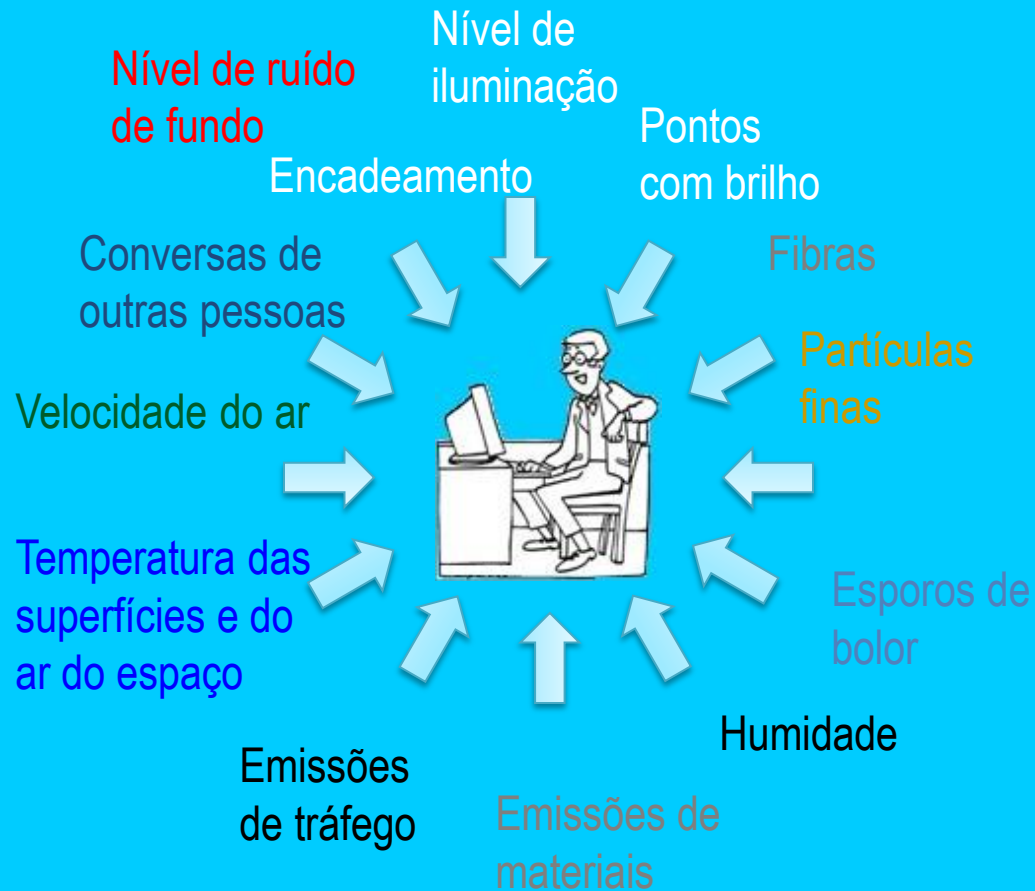 Nível de
iluminação
Nível de ruído
de fundo
Pontos
com brilho
Encadeamento
Conversas de
outras pessoas
Fibras
Partículas
finas
Velocidade do ar
Temperatura das
superfícies e do
ar do espaço
Esporos de
bolor
Humidade
Emissões
de tráfego
Emissões de
materiais